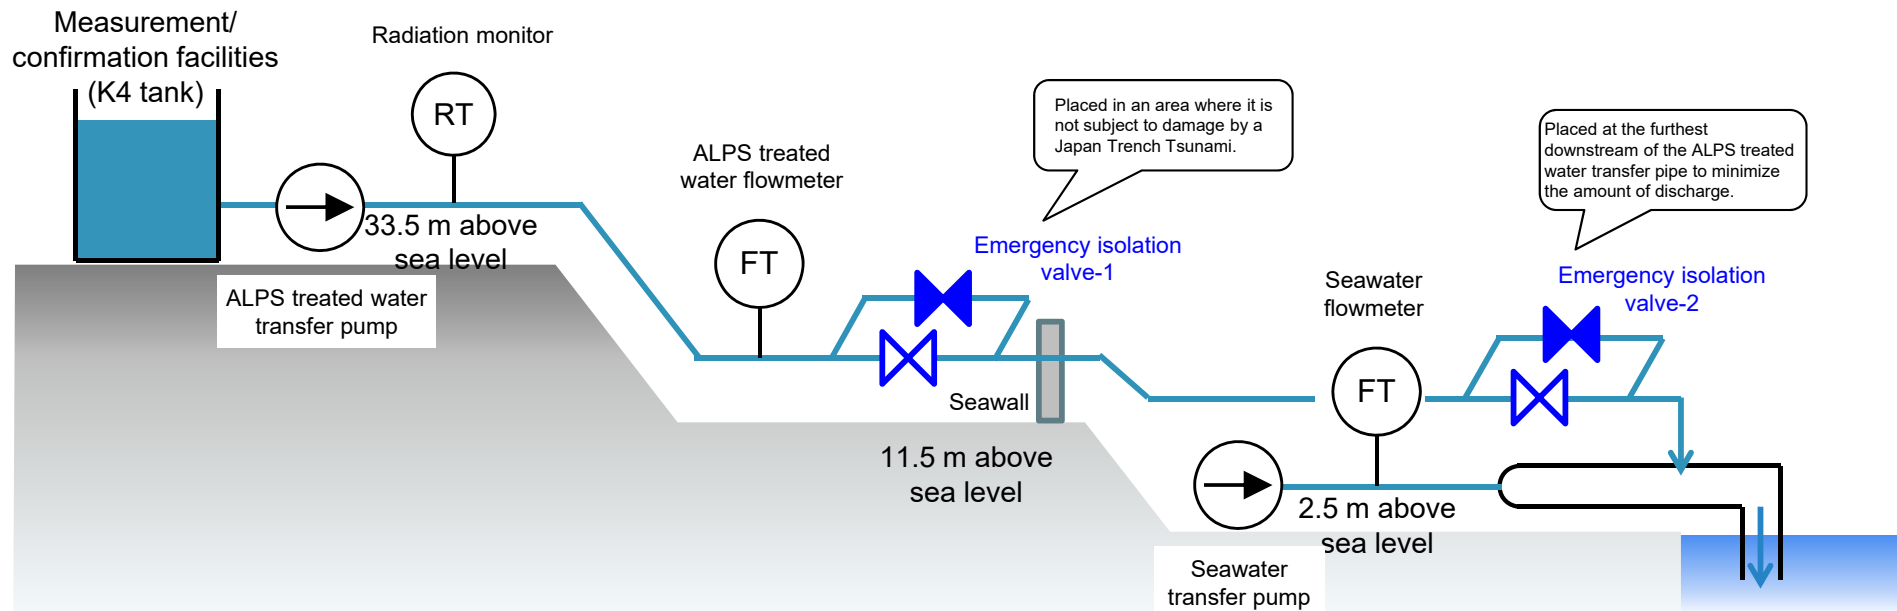 Measurement/
confirmation facilities
(K4 tank)
Radiation monitor
RT
33.5 m above
sea level
ALPS treated water
transfer pump
ALPS treated
water flowmeter
FT
Placed in an area where it is
not subject to damage by a
Japan Trench Tsunami.
Emergency isolation
valve-1
Seawall
11.5 m above
sea level
Placed at the furthest
downstream of the ALPS treated
water transfer pipe to minimize
the amount of discharge.
Emergency isolation
valve-2
Seawater
flowmeter
FT
2.5 m above
sea level
Seawater
transfer pump